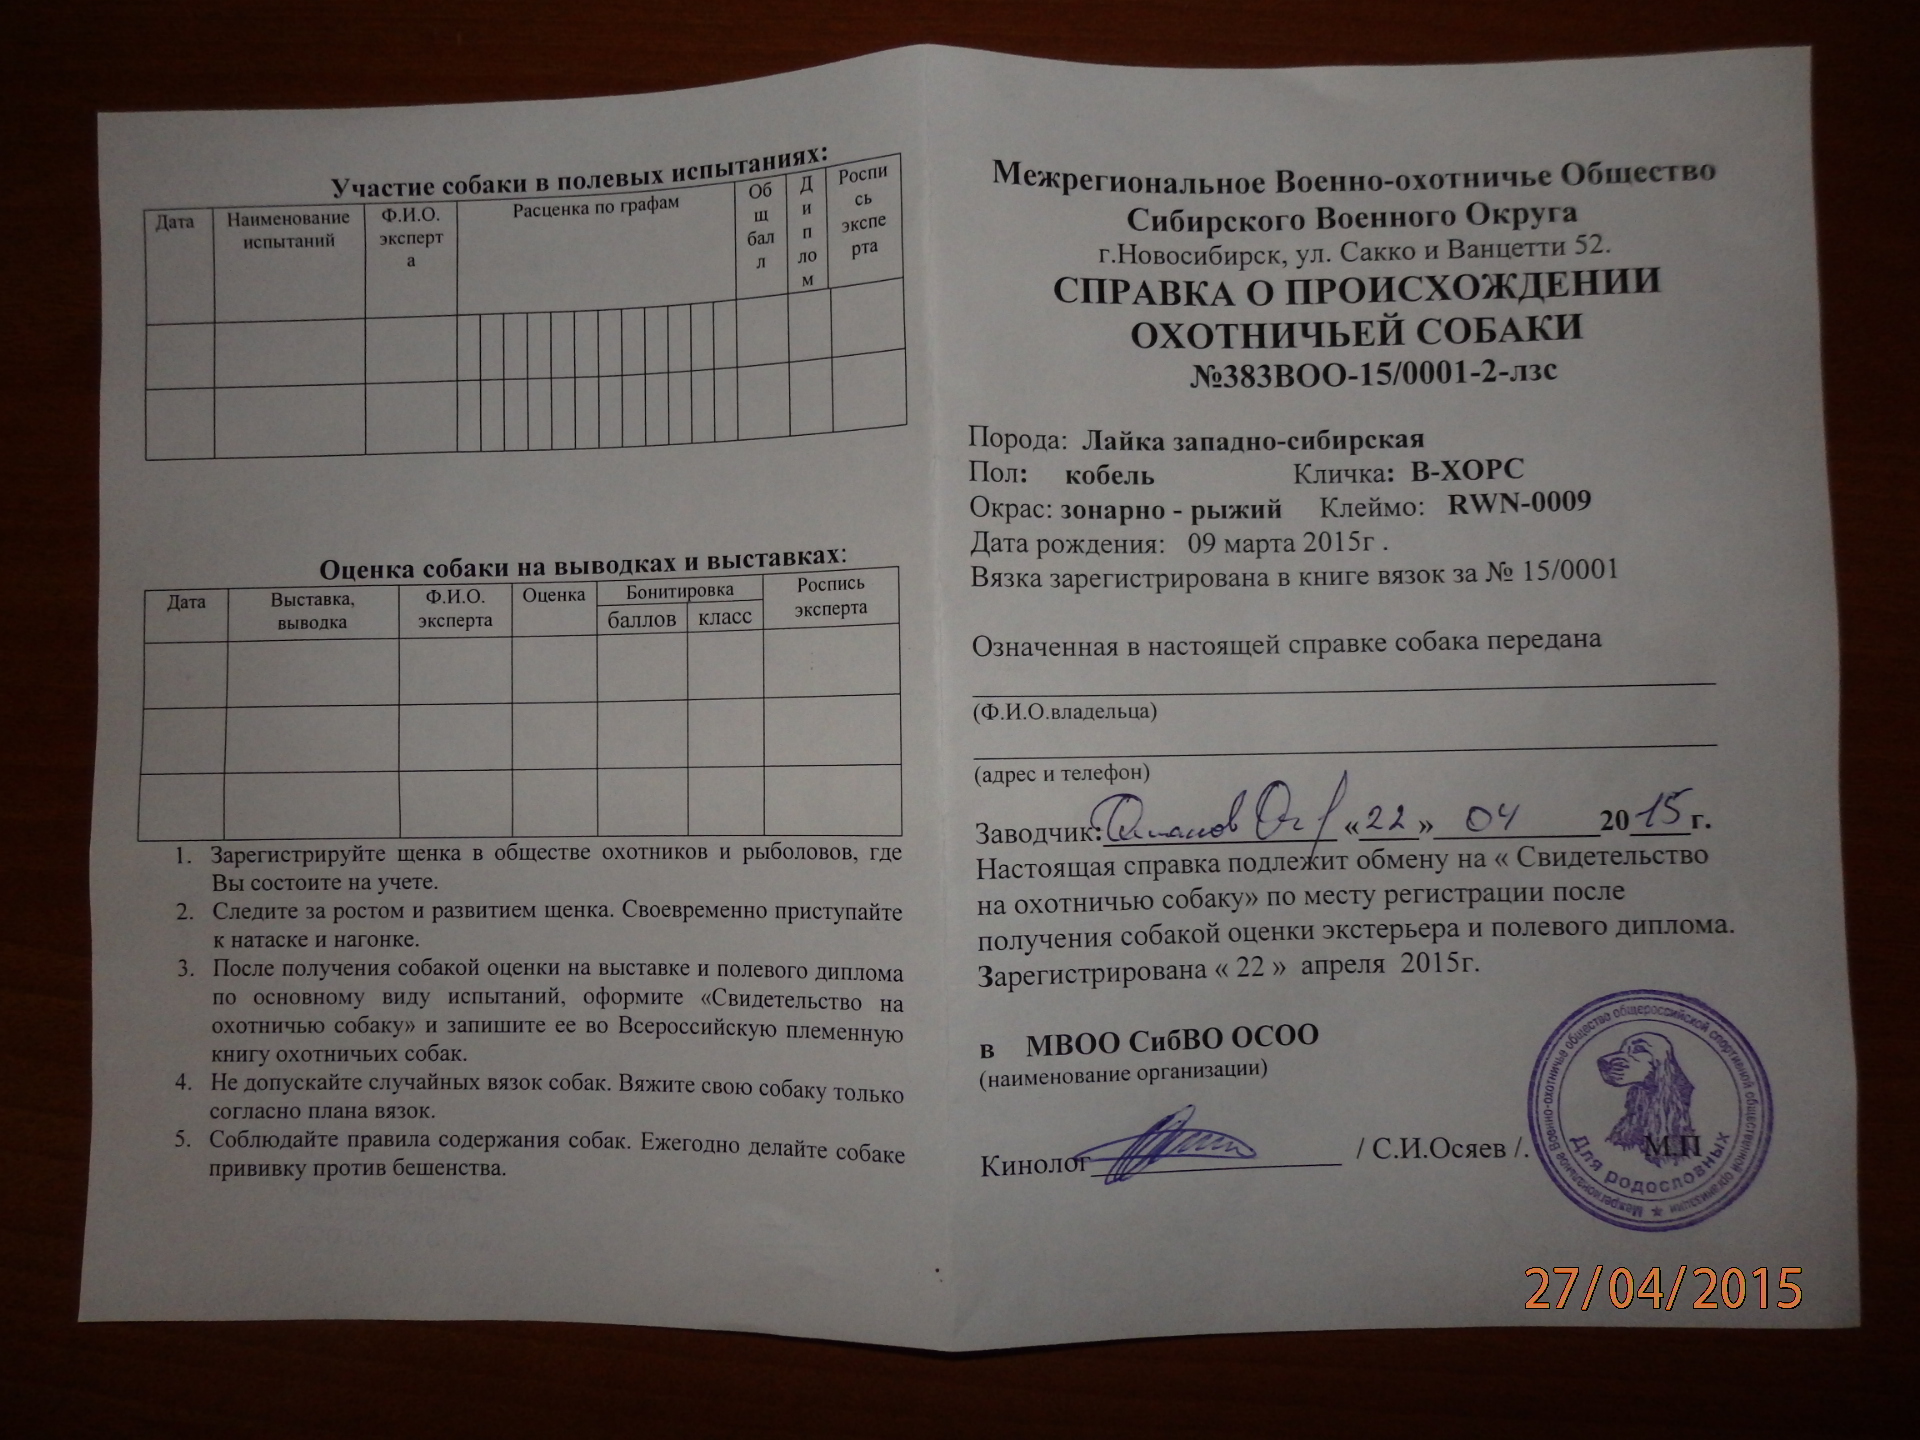 Участие собаки в полевых испытаниях:
Дата
Наименование
испытаний
Ф.И.О.
эксперт
а
Расценка по графам
Об
щ
бал
л
Д
и
п
ло
м
Роспи
сь
экспе
рта
Оценка собаки на выводках и выставках:
Дата
Выставка,
выводка
Ф.И.О.
эксперта
Оценка
Бонитировка
баллов
класс
Роспись
эксперта
1. Зарегистрируйте щенка в обществе охотников и рыболовов, где
Вы состоите на учете.
2. Следите за ростом и развитием щенка. Своевременно приступайте
к натаске и нагонке.
3. После получения собакой оценки на выставке и полевого диплома
по основному виду испытаний, оформите «Свидетельство на
охотничью собаку» и запишите ее во Всероссийскую племенную
книгу охотничьих собак.
4. Не допускайте случайных вязок собак. Вяжите свою собаку только
согласно плана вязок.
5. Соблюдайте правила содержания собак. Ежегодно делайте собаке
прививку против бешенства.
Межрегиональное Военно-охотничье Общество
Сибирского Военного Округа
г.Новосибирск, ул. Сакко и Ванцетти 52.
СПРАВКА О ПРОИСХОЖДЕНИИ
ОХОТНИЧЬЕЙ СОБАКИ
№383ВОО-15/0001-2-лзс
Порода: Лайка западно-сибирская
Пол: кобель Кличка: В-ХОРС
Окрас: зонарно - рыжий Клеймо: RWN-0009
Дата рождения: 09 марта 2015г .
Вязка зарегистрирована в книге вязок за № 15/0001
Означенная в настоящей справке собака передана
(Ф.И.О.владельца)
(адрес и телефон)
Заводчик: «22» 04 2015г.
Настоящая справка подлежит обмену на « Свидетельство
на охотничью собаку» по месту регистрации после
получения собакой оценки экстерьера и полевого диплома.
Зарегистрирована « 22 » апреля 2015г.
в МВОО СибВО ОСОО
(наименование организации)
Кинолог / С.И.Осяев /.
М.П
Межрегиональное Военно-охотничье общество общероссийской спортивной общественной организации
Для родословных
27/04/2015